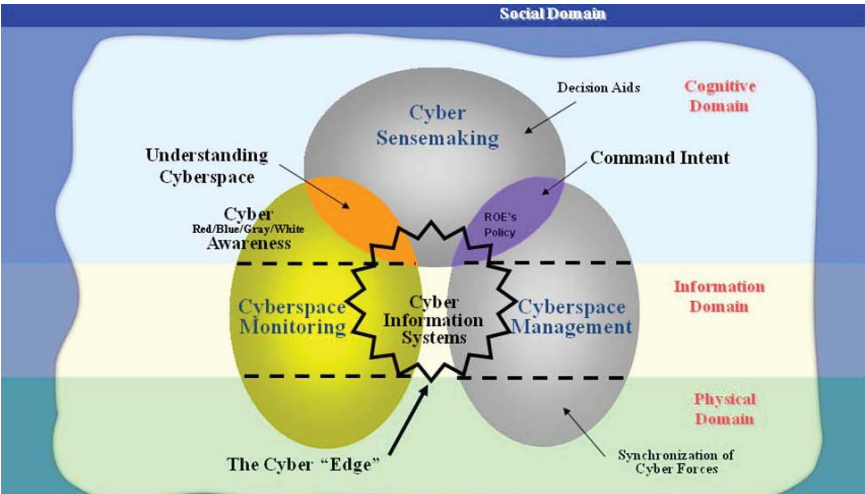 Social Domain
Decision Aids
Cognitive
Domain
Cyber
Sensemaking
Understanding
Cyberspace
Command Intent
Cyber
Red/Blue/Gray/White
Awareness
ROE's
Policy
Information
Domain
Cyberspace
Monitoring
Cyber
Information
Systems
Cyberspace
Management
Physical
Domain
The Cyber “Edge”
Synchronization of
Cyber Forces